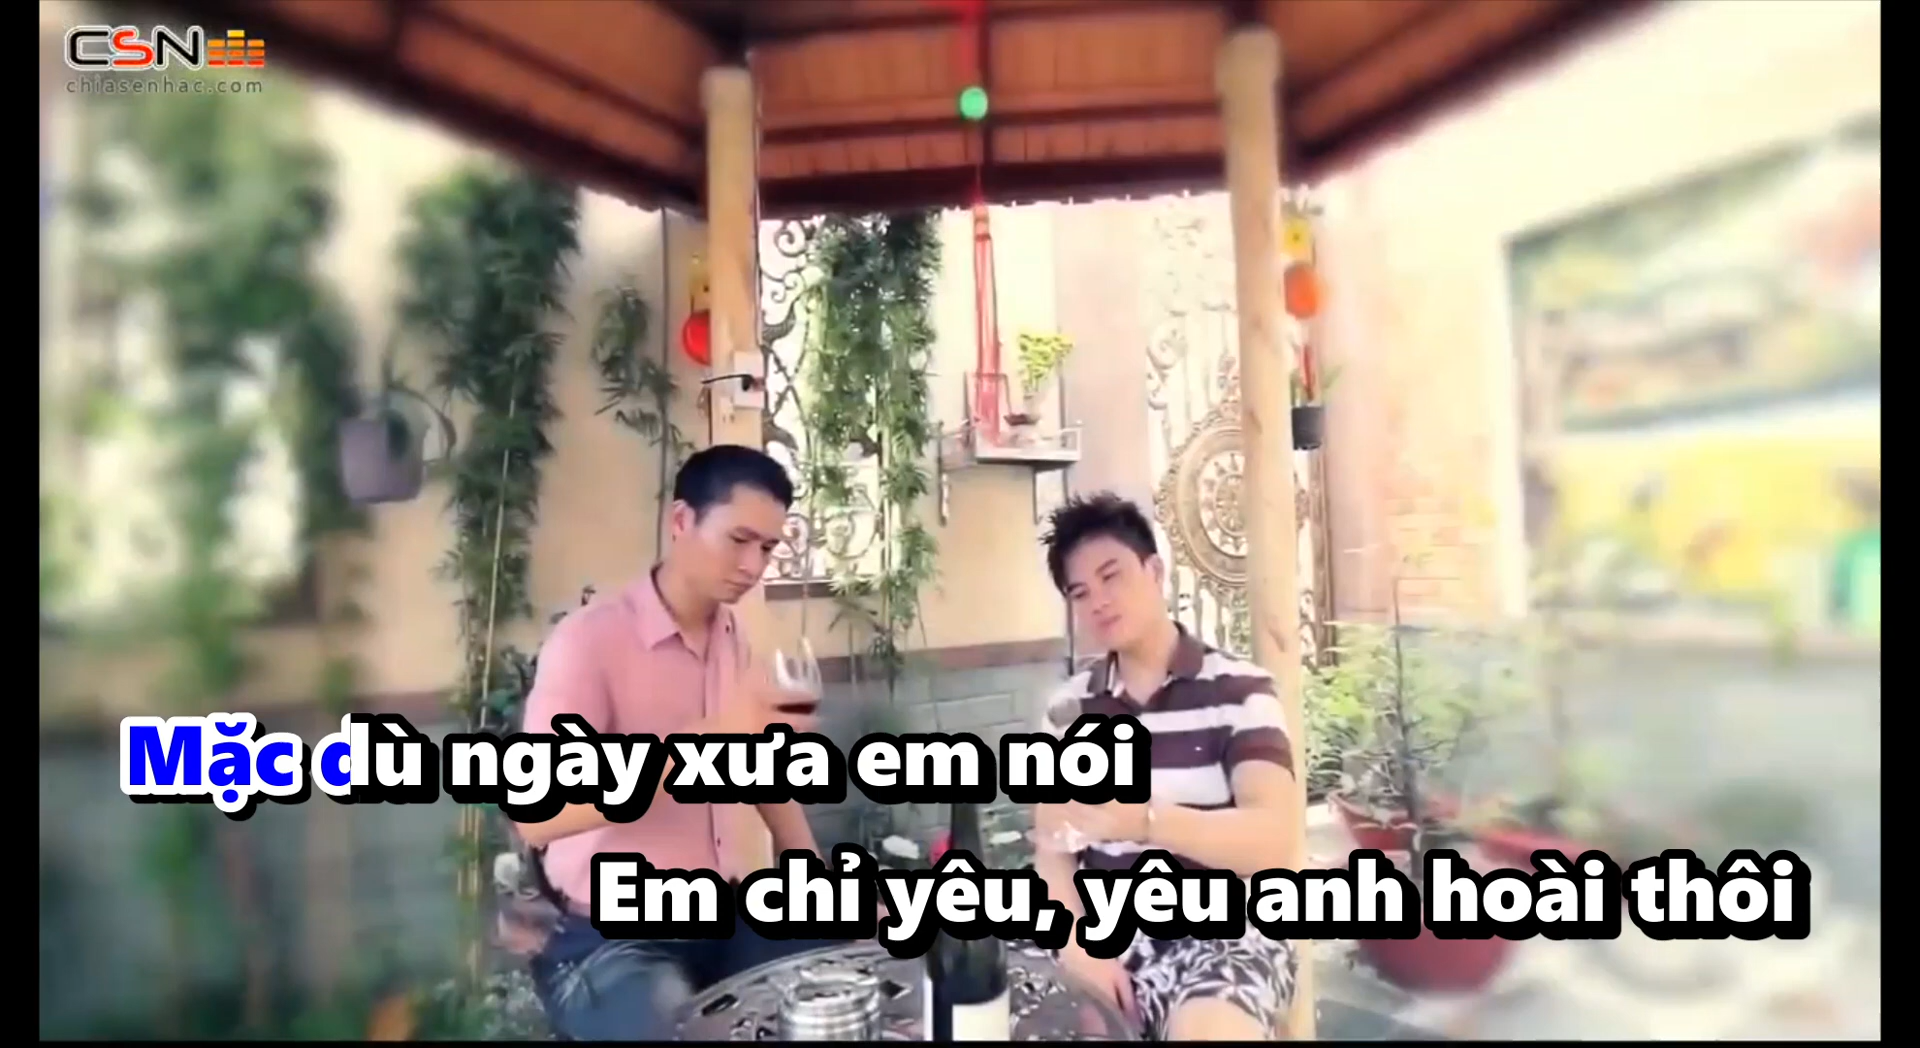 CSN
chiasenhac.com
Mặc dù ngày xưa em nói
Em chỉ yêu, yêu anh hoài thôi